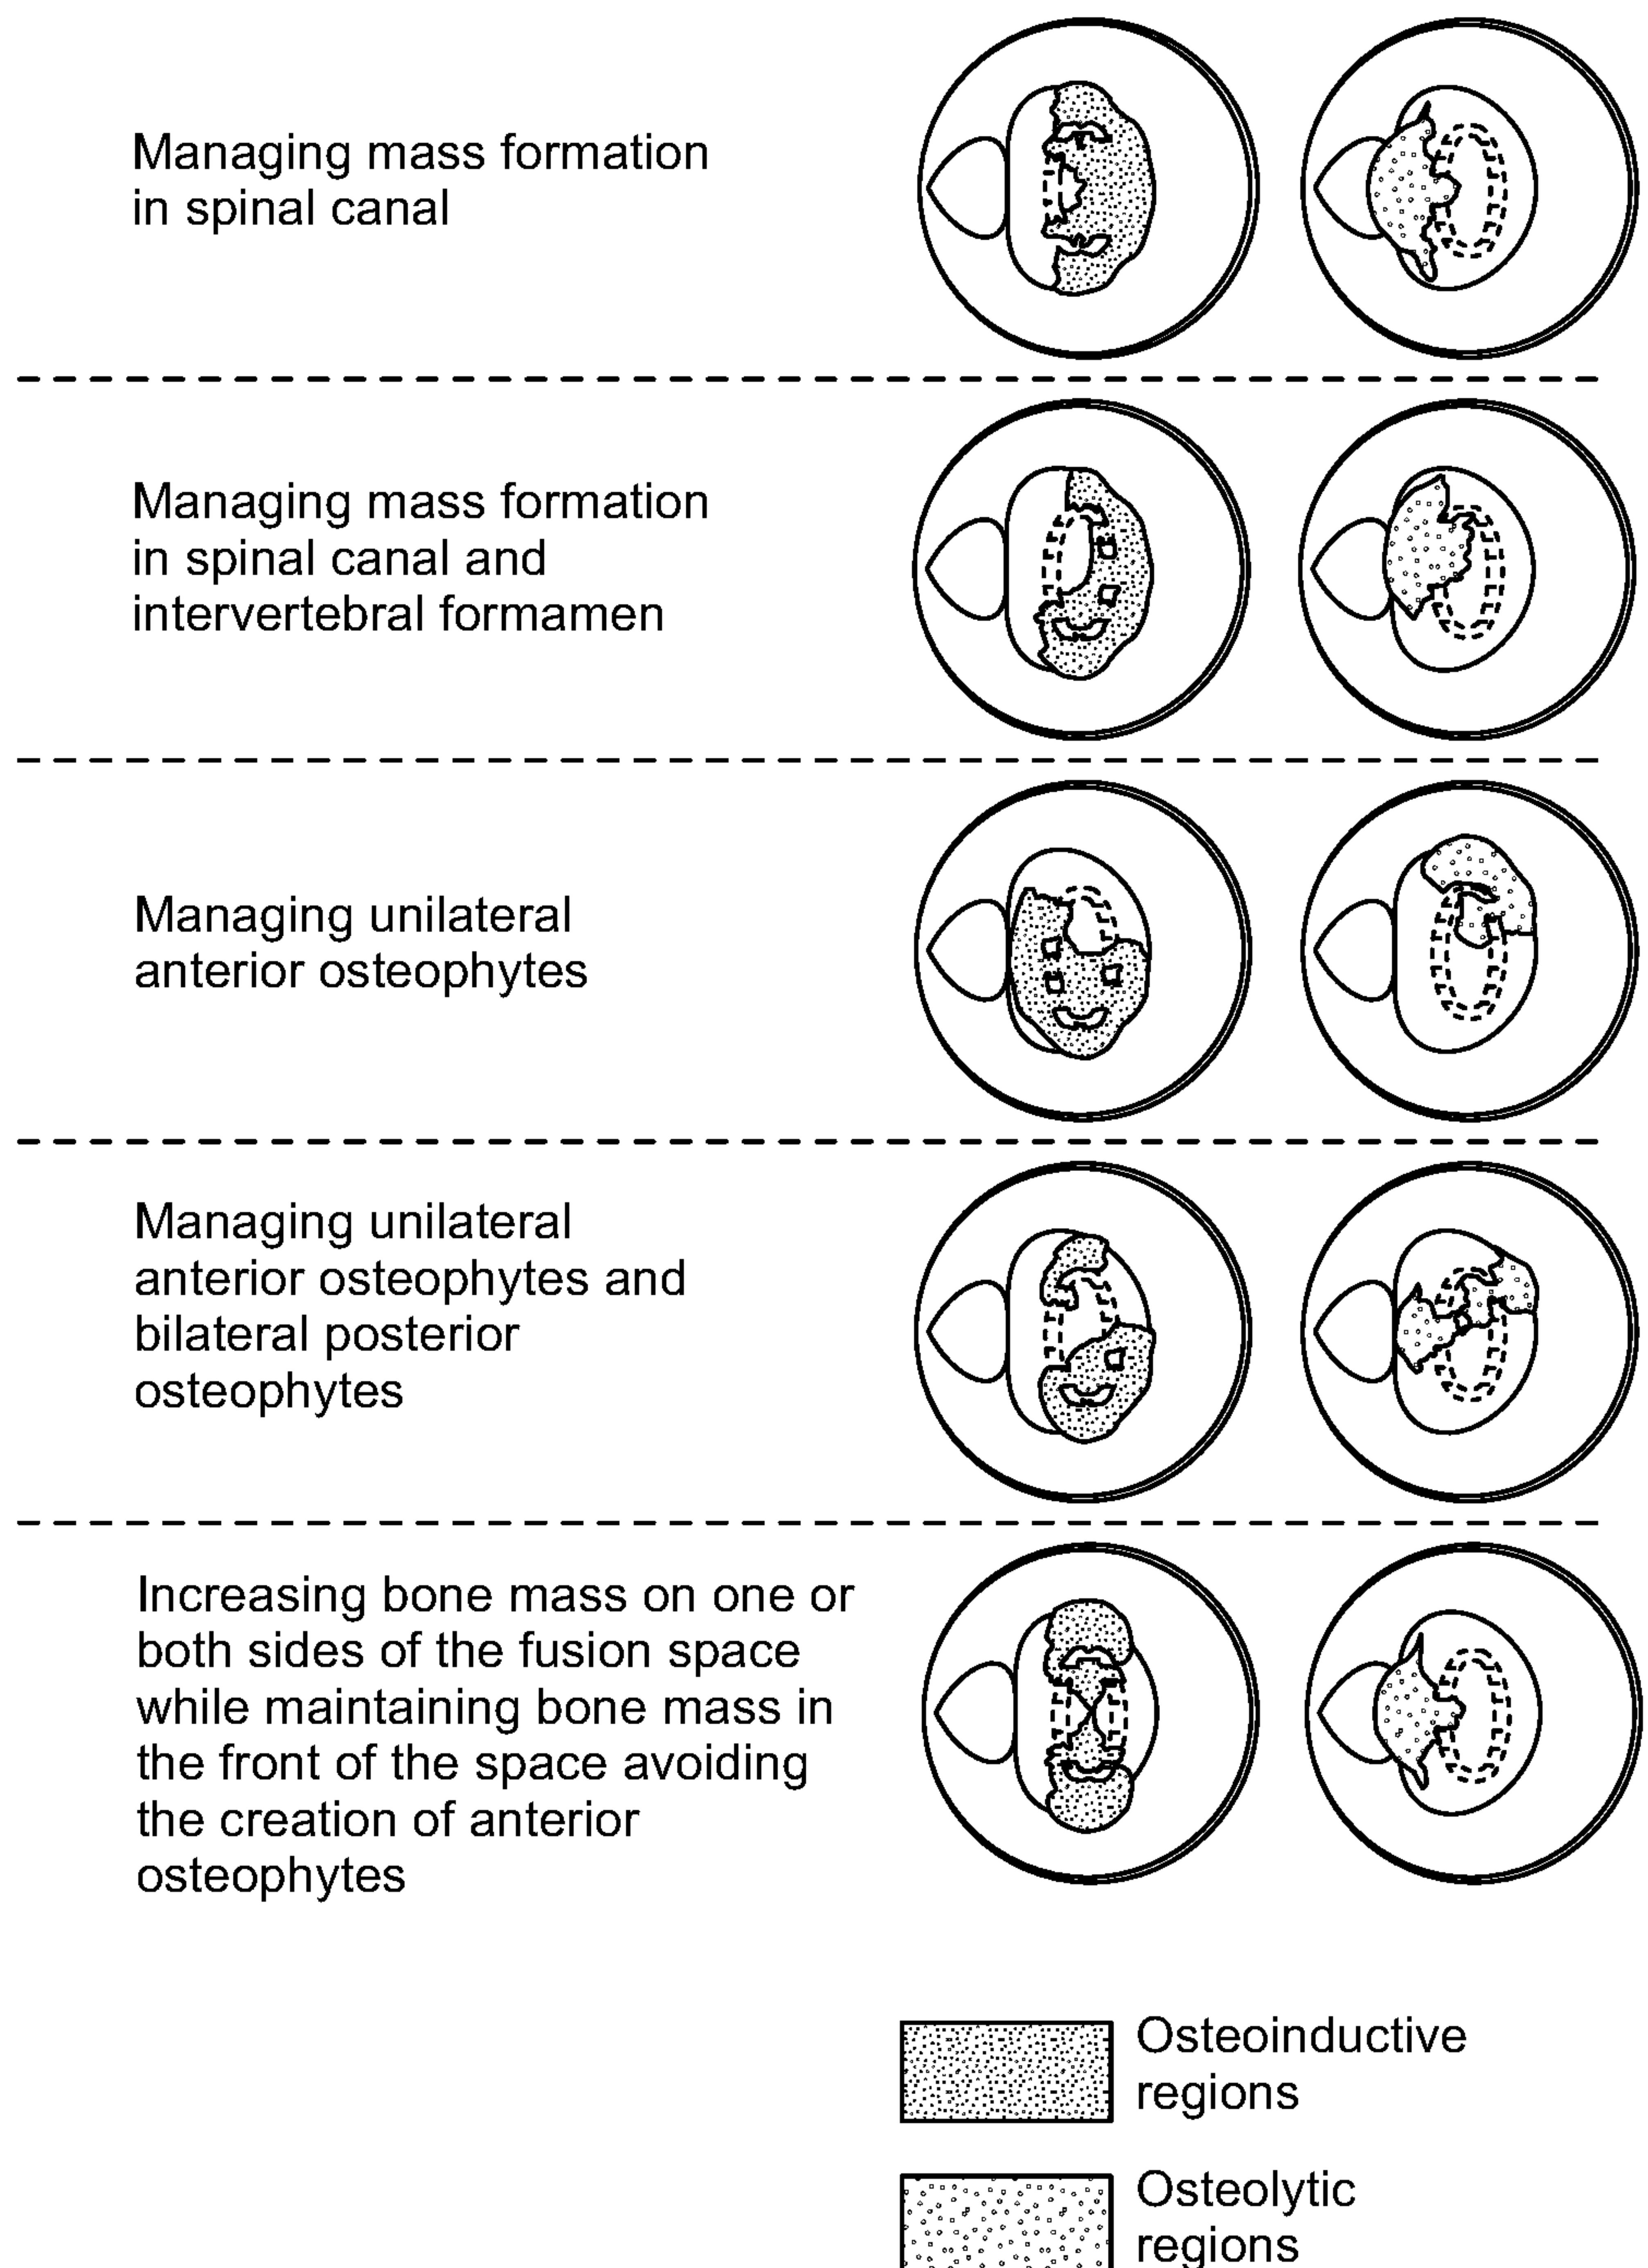 Managing mass formation
in spinal canal
Managing mass formation
in spinal canal and
intervertebral formamen
Managing unilateral
anterior osteophytes
Managing unilateral
anterior osteophytes and
bilateral posterior
osteophytes
Increasing bone mass on one or
both sides of the fusion space
while maintaining bone mass in
the front of the space avoiding
the creation of anterior
osteophytes
Osteoinductive
regions
Osteolytic
regions